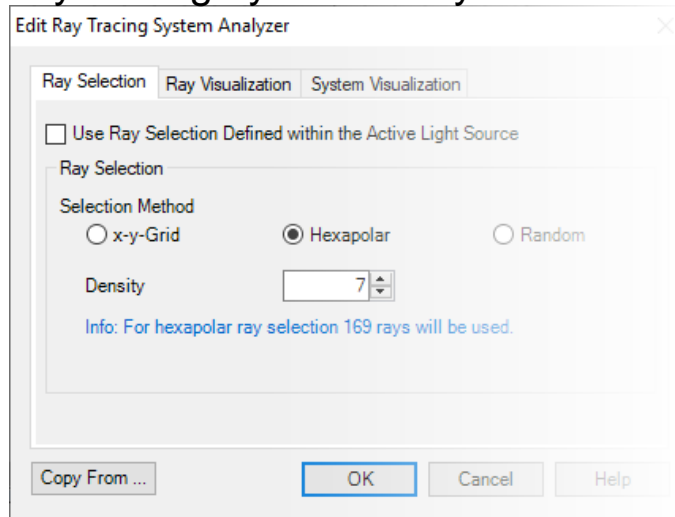 Edit Ray Tracing System Analyzer
Ray Selection Ray Visualization System Visualization
Use Ray Selection Defined within the Active Light Source
Ray Selection
Selection Method
x-y-Grid Hexapolar Random
Density 7
Info: For hexapolar ray selection 169 rays will be used.
Copy From ... OK Cancel Help